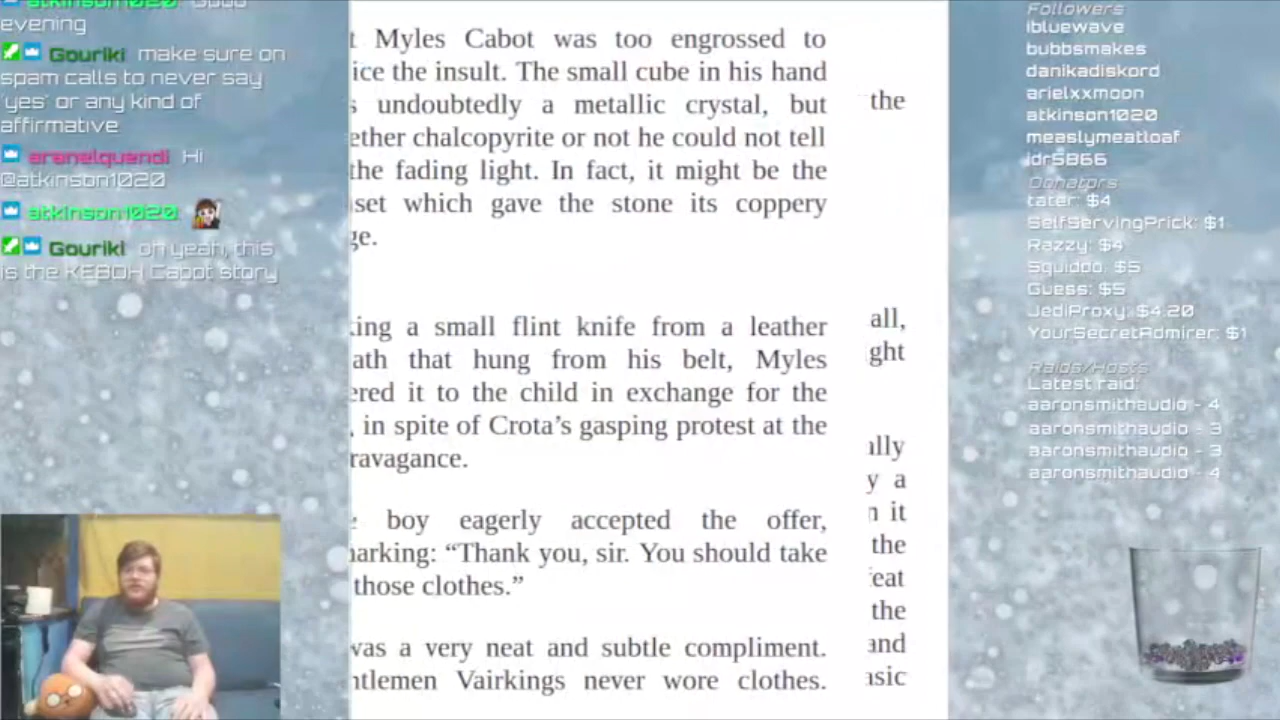 atkinson1020 Good
evening
Gouriki make sure on
spam calls to never say
'yes' or any kind of
affirmative
aranelquendi Hi
@atkinson1020
atkinson1020
Gouriki oh yeah, this
is the KEBOH Cabot story
t Myles Cabot was too engrossed to
ice the insult. The small cube in his hand
s undoubtedly a metallic crystal, but
ether chalcopyrite or not he could not tell
the fading light. In fact, it might be the
set which gave the stone its coppery
ge.
king a small flint knife from a leather
ath that hung from his belt, Myles
ered it to the child in exchange for the
, in spite of Crota’s gasping protest at the
ravagance.
e boy eagerly accepted the offer,
arking: “Thank you, sir. You should take
those clothes.”
was a very neat and subtle compliment.
ntlemen Vairkings never wore clothes.
the
all,
ght
ally
y a
n it
the
eat
the
and
asic
Followers
ibluewave
bubbsmakes
danikadiskord
arielxxmoon
atkinson1020
measlymeatloaf
jdr5866
Donators
tater: $4
SelfServingPrick: $1
Razzy: $4
Squidoo: $5
Guess: $5
JediProxy: $4.20
YourSecretAdmirer: $1
Raids/Hosts
Latest raid:
aaronsmithaudio - 4
aaronsmithaudio - 3
aaronsmithaudio - 3
aaronsmithaudio - 4